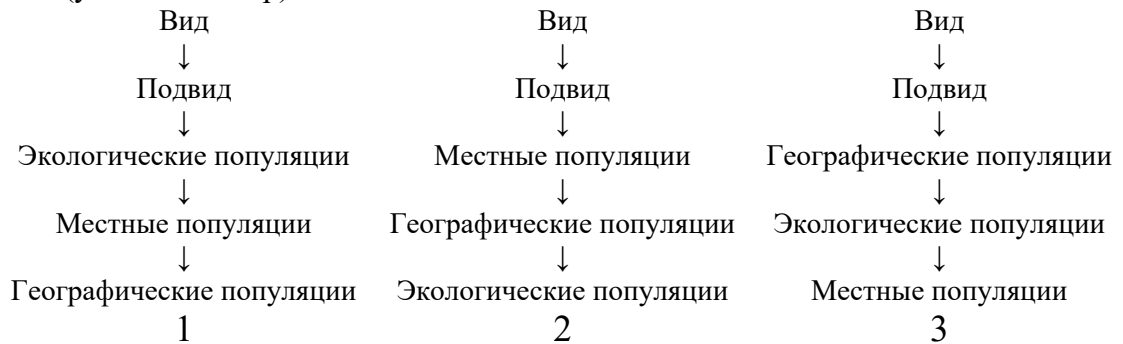 Вид Вид Вид
↓ ↓ ↓
Подвид Подвид Подвид
↓ ↓ ↓
Экологические популяции Местные популяции Географические популяции
↓ ↓ ↓
Местные популяции Географические популяции Экологические популяции
↓ ↓ ↓
Географические популяции Экологические популяции Местные популяции
1 2 3